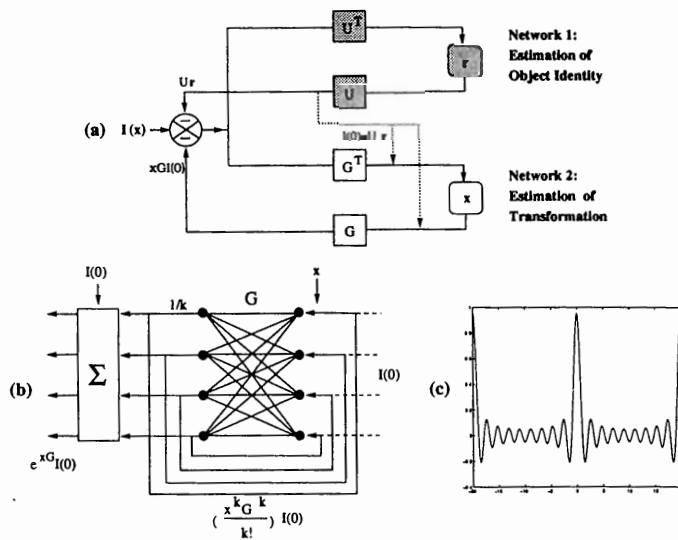 U^T
Network 1:
Estimation of
Object Identity
r
U r
U
(a)
I (x)
I(0)=U r
xGI(0)
G^T
Network 2:
Estimation of
Transformation
x
G
I(0)
x
1/k
G
Σ
I(0)
(b)
(c)
e^xG I(0)
( x^k G^k / k! ) I(0)